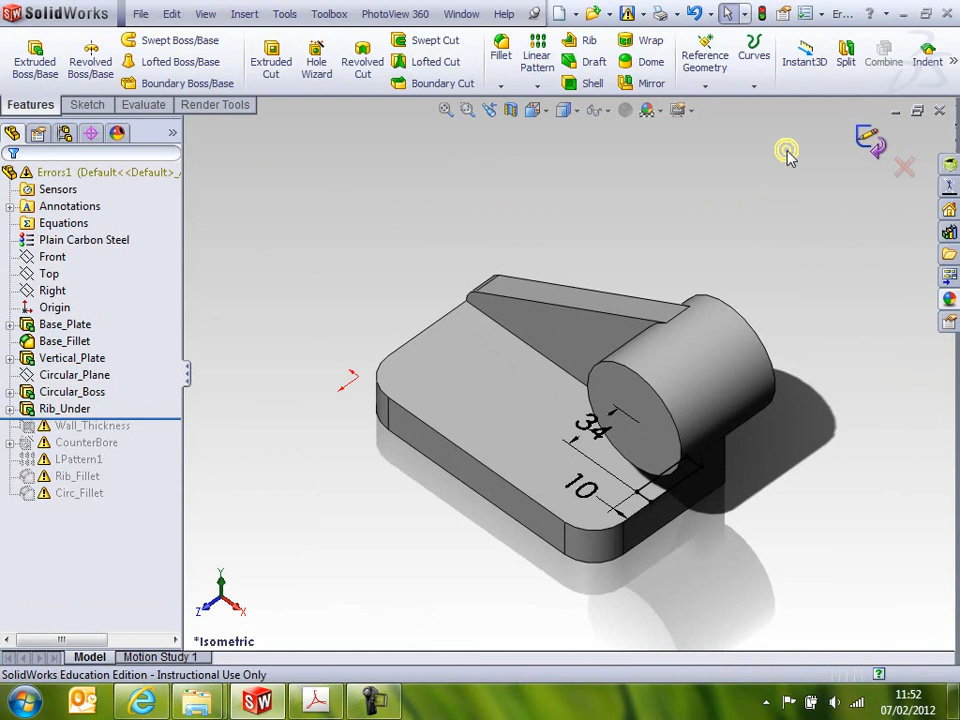 SolidWorks File Edit View Insert Tools Toolbox PhotoView 360 Window Help Er... ?
Extruded Boss/Base
Revolved Boss/Base
Swept Boss/Base
Lofted Boss/Base
Boundary Boss/Base
Extruded Cut
Hole Wizard
Revolved Cut
Swept Cut
Lofted Cut
Boundary Cut
Fillet
Linear Pattern
Rib
Draft
Shell
Wrap
Dome
Mirror
Reference Geometry
Curves
Instant3D
Split
Combine
Indent
Features Sketch Evaluate Render Tools
Errors1 (Default<<Default>_
Sensors
Annotations
Equations
Plain Carbon Steel
Front
Top
Right
Origin
Base_Plate
Base_Fillet
Vertical_Plate
Circular_Plane
Circular_Boss
Rib_Under
Wall_Thickness
CounterBore
LPattern1
Rib_Fillet
Circ_Fillet
34
10
Y
Z
X
*Isometric
Model Motion Study 1
SolidWorks Education Edition - Instructional Use Only
11:52
07/02/2012